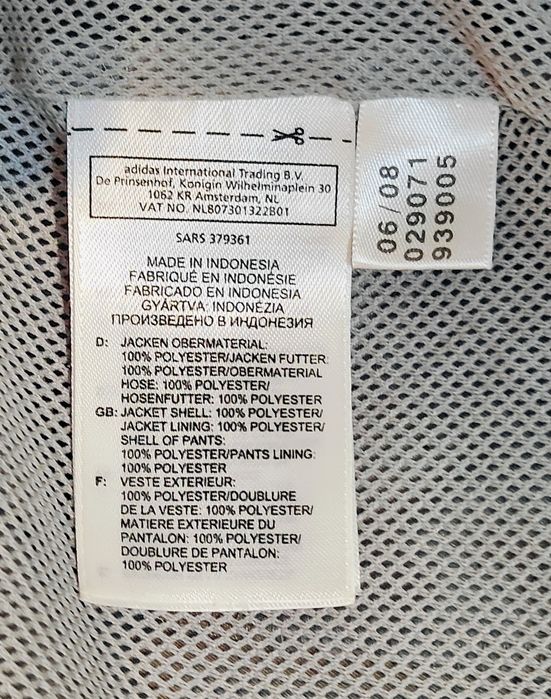 adidas International Trading B.V.
De Prinsenhof, Konigin Wilhelminaplein 30
1062 KR Amsterdam, NL
VAT NO. NL807301322B01
SARS 379361
MADE IN INDONESIA
FABRIQUÉ EN INDONÉSIE
FABRICADO EN INDONESIA
GYÁRTVA: INDONÉZIA
ПРОИЗВЕДЕНО В ИНДОНЕЗИЯ
D: JACKEN OBERMATERIAL:
100% POLYESTER/JACKEN FUTTER:
100% POLYESTER/OBERMATERIAL
HOSE: 100% POLYESTER/
HOSENFUTTER: 100% POLYESTER
GB: JACKET SHELL: 100% POLYESTER/
JACKET LINING: 100% POLYESTER/
SHELL OF PANTS:
100% POLYESTER/PANTS LINING:
100% POLYESTER
F: VESTE EXTERIEUR:
100% POLYESTER/DOUBLURE
DE LA VESTE: 100% POLYESTER/
MATIERE EXTERIEURE DU
PANTALON: 100% POLYESTER/
DOUBLURE DE PANTALON:
100% POLYESTER
06/08
029071
939005